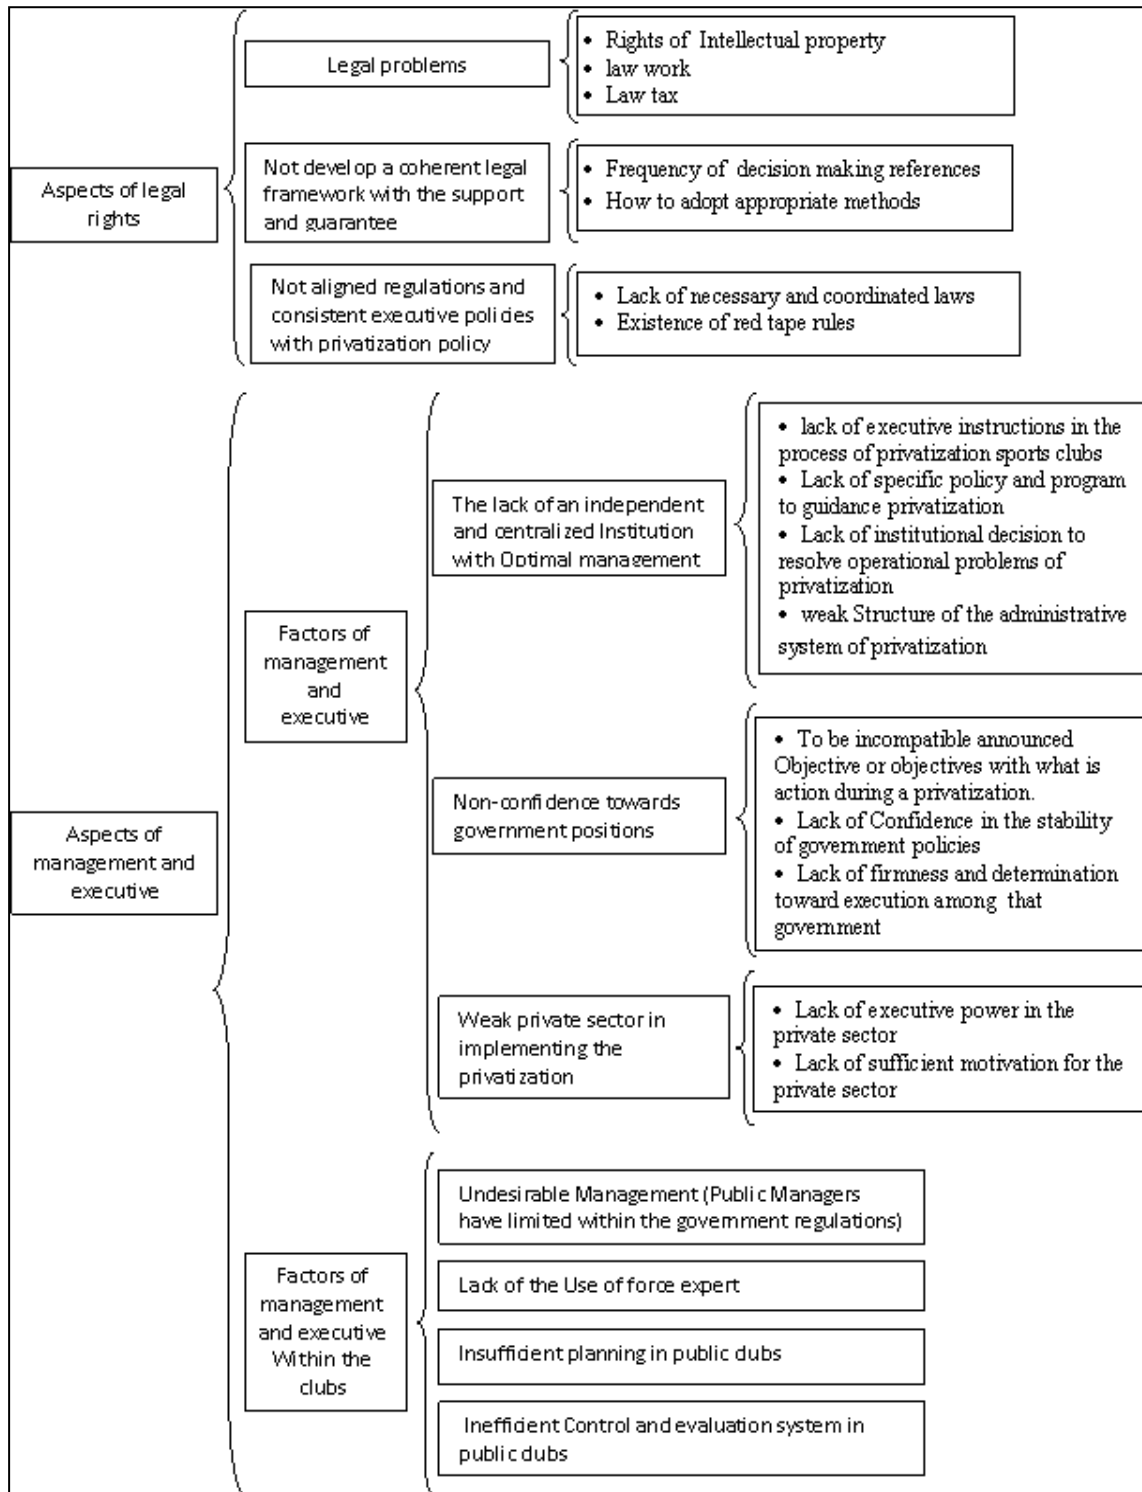 Legal problems
• Rights of Intellectual property
• law work
• Law tax
Aspects of legal
rights
Not develop a coherent legal
framework with the support
and guarantee
• Frequency of decision making references
• How to adopt appropriate methods
Not aligned regulations and
consistent executive policies
with privatization policy
• Lack of necessary and coordinated laws
• Existence of red tape rules
Aspects of
management and
executive
Factors of
management
and
executive
The lack of an independent
and centralized Institution
with Optimal management
• lack of executive instructions in the
process of privatization sports clubs
• Lack of specific policy and program
to guidance privatization
• Lack of institutional decision to
resolve operational problems of
privatization
• weak Structure of the administrative
system of privatization
Non-confidence towards
government positions
• To be incompatible announced
Objective or objectives with what is
action during a privatization.
• Lack of Confidence in the stability
of government policies
• Lack of firmness and determination
toward execution among that
government
Weak private sector in
implementing the
privatization
• Lack of executive power in the
private sector
• Lack of sufficient motivation for the
private sector
Factors of
management
and executive
Within the
clubs
Undesirable Management (Public Managers
have limited within the government regulations)
Lack of the Use of force expert
Insufficient planning in public clubs
Inefficient Control and evaluation system in
public clubs